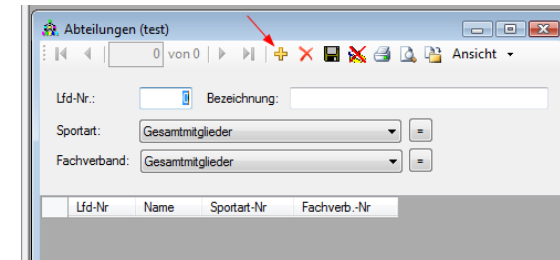 Abteilungen (test)
0 von 0 Ansicht
Lfd-Nr.: Bezeichnung:
Sportart: Gesamtmitglieder =
Fachverband: Gesamtmitglieder =
Lfd-Nr Name Sportart-Nr Fachverb.-Nr